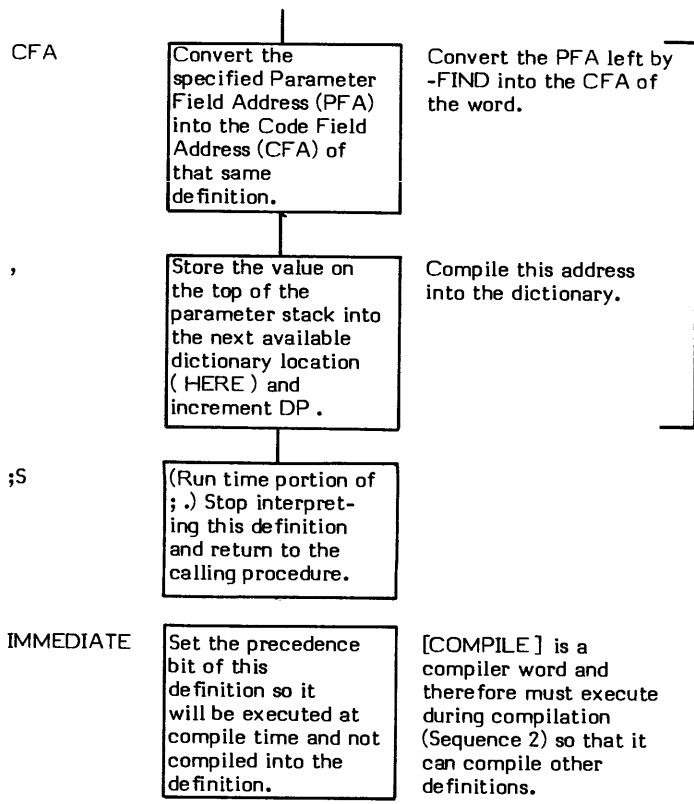 CFA
Convert the
specified Parameter
Field Address (PFA)
into the Code Field
Address (CFA) of
that same
definition.
Convert the PFA left by
-FIND into the CFA of
the word.
,
Store the value on
the top of the
parameter stack into
the next available
dictionary location
( HERE ) and
increment DP .
Compile this address
into the dictionary.
;S
(Run time portion of
; .) Stop interpret-
ing this definition
and return to the
calling procedure.
IMMEDIATE
Set the precedence
bit of this
definition so it
will be executed at
compile time and not
compiled into the
definition.
[COMPILE ] is a
compiler word and
therefore must execute
during compilation
(Sequence 2) so that it
can compile other
definitions.